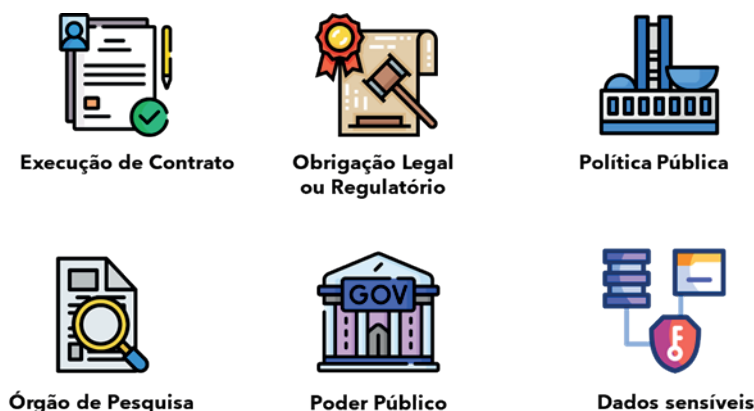 Execução de Contrato
Obrigação Legal
ou Regulatório
Política Pública
GOV
Órgão de Pesquisa
Poder Público
Dados sensíveis